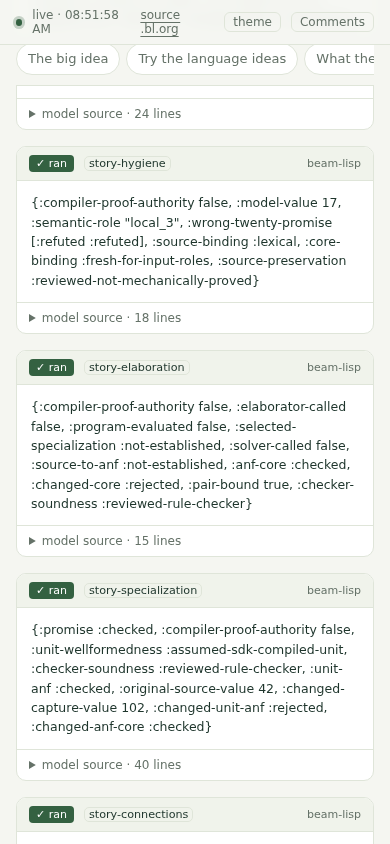 live · 08:51:58 AM
source.bl.org
theme
Comments
The big idea
Try the language ideas
What the
▶ model source · 24 lines
✓ ran
story-hygiene
beam-lisp
{:compiler-proof-authority false, :model-value 17,
:semantic-role "local_3", :wrong-twenty-promise
[:refuted :refuted], :source-binding :lexical, :core-
binding :fresh-for-input-roles, :source-preservation
:reviewed-not-mechanically-proved}
▶ model source · 18 lines
✓ ran
story-elaboration
beam-lisp
{:compiler-proof-authority false, :elaborator-called
false, :program-evaluated false, :selected-
specialization :not-established, :solver-called false,
:source-to-anf :not-established, :anf-core :checked,
:changed-core :rejected, :pair-bound true, :checker-
soundness :reviewed-rule-checker}
▶ model source · 15 lines
✓ ran
story-specialization
beam-lisp
{:promise :checked, :compiler-proof-authority false,
:unit-wellformedness :assumed-sdk-compiled-unit,
:checker-soundness :reviewed-rule-checker, :unit-
anf :checked, :original-source-value 42, :changed-
capture-value 102, :changed-unit-anf :rejected,
:changed-anf-core :checked}
▶ model source · 40 lines
✓ ran
story-connections
beam-lisp